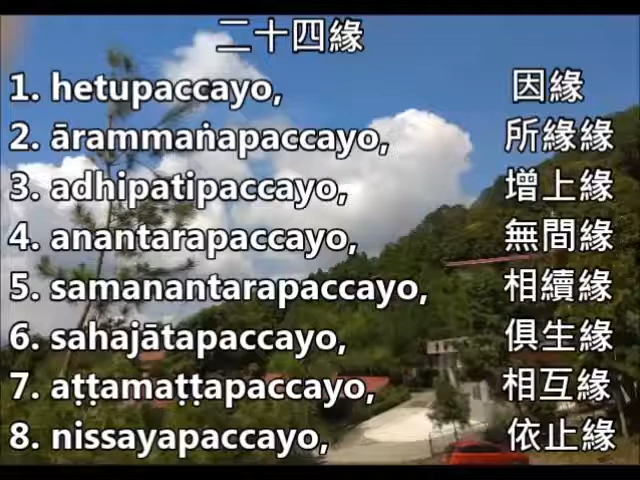 二十四緣
1. hetupaccayo, 因緣
2. ārammaṅapaccayo, 所緣緣
3. adhipatipaccayo, 增上緣
4. anantarapaccayo, 無間緣
5. samanantarapaccayo, 相續緣
6. sahajātapaccayo, 俱生緣
7. aṭṭamaṭṭapaccayo, 相互緣
8. nissayapaccayo, 依止緣